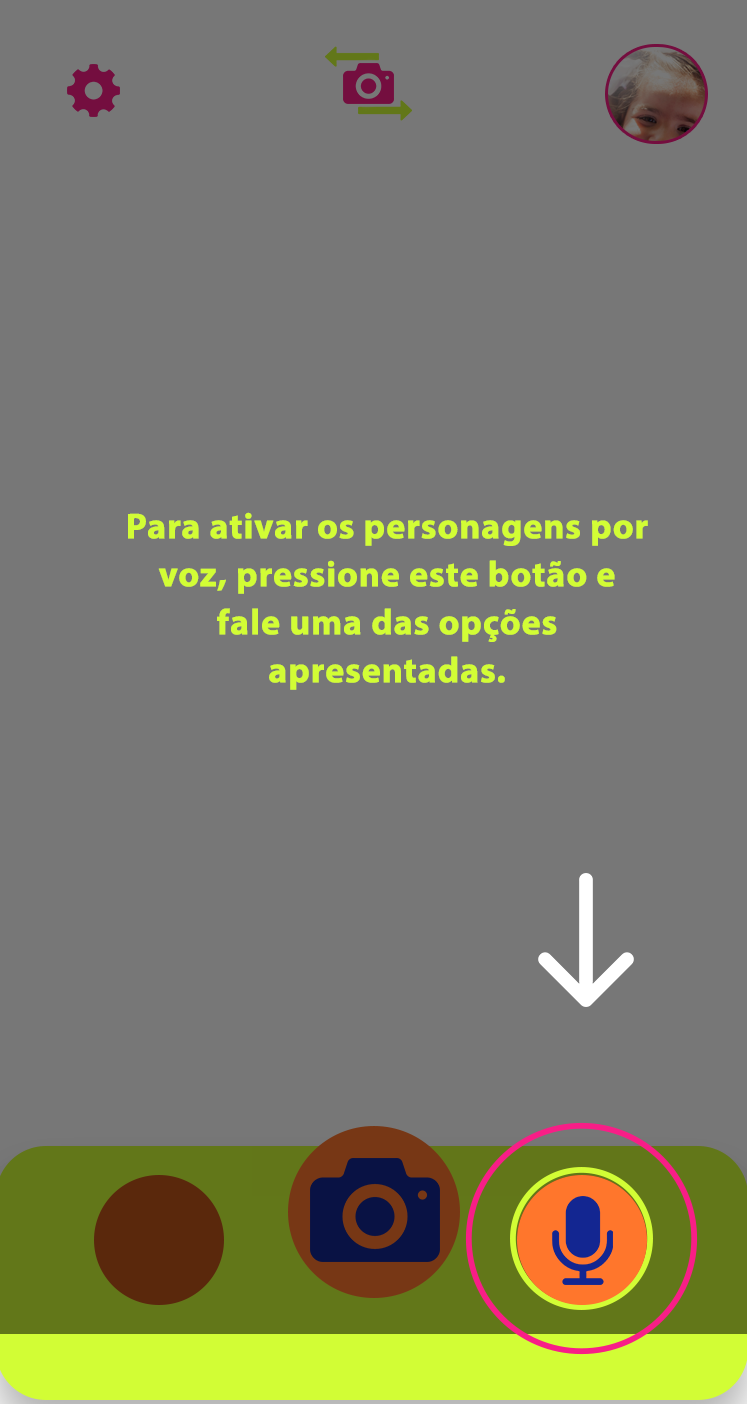 Para ativar os personagens por
voz, pressione este botão e
fale uma das opções
apresentadas.